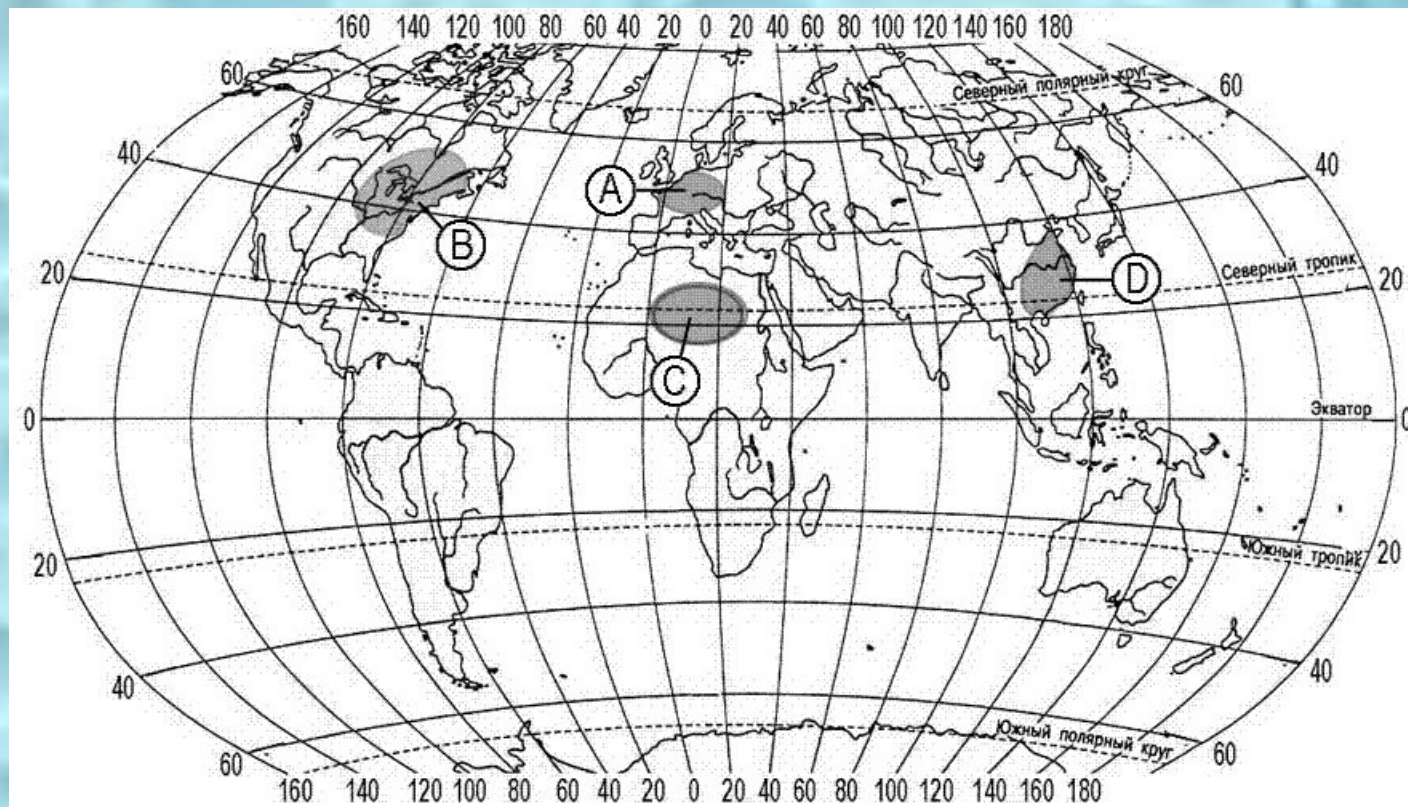 160 140 120 100 80 60 40 20 0 20 40 60 80 100 120 140 160 180
60 Северный полярный круг 60
40 40
A
B
20 Северный тропик 20
D
C
0 Экватор 0
20 Южный тропик 20
40 40
60 Южный полярный круг 60
160 140 120 100 80 60 40 20 0 20 40 60 80 100 120 140 160 180